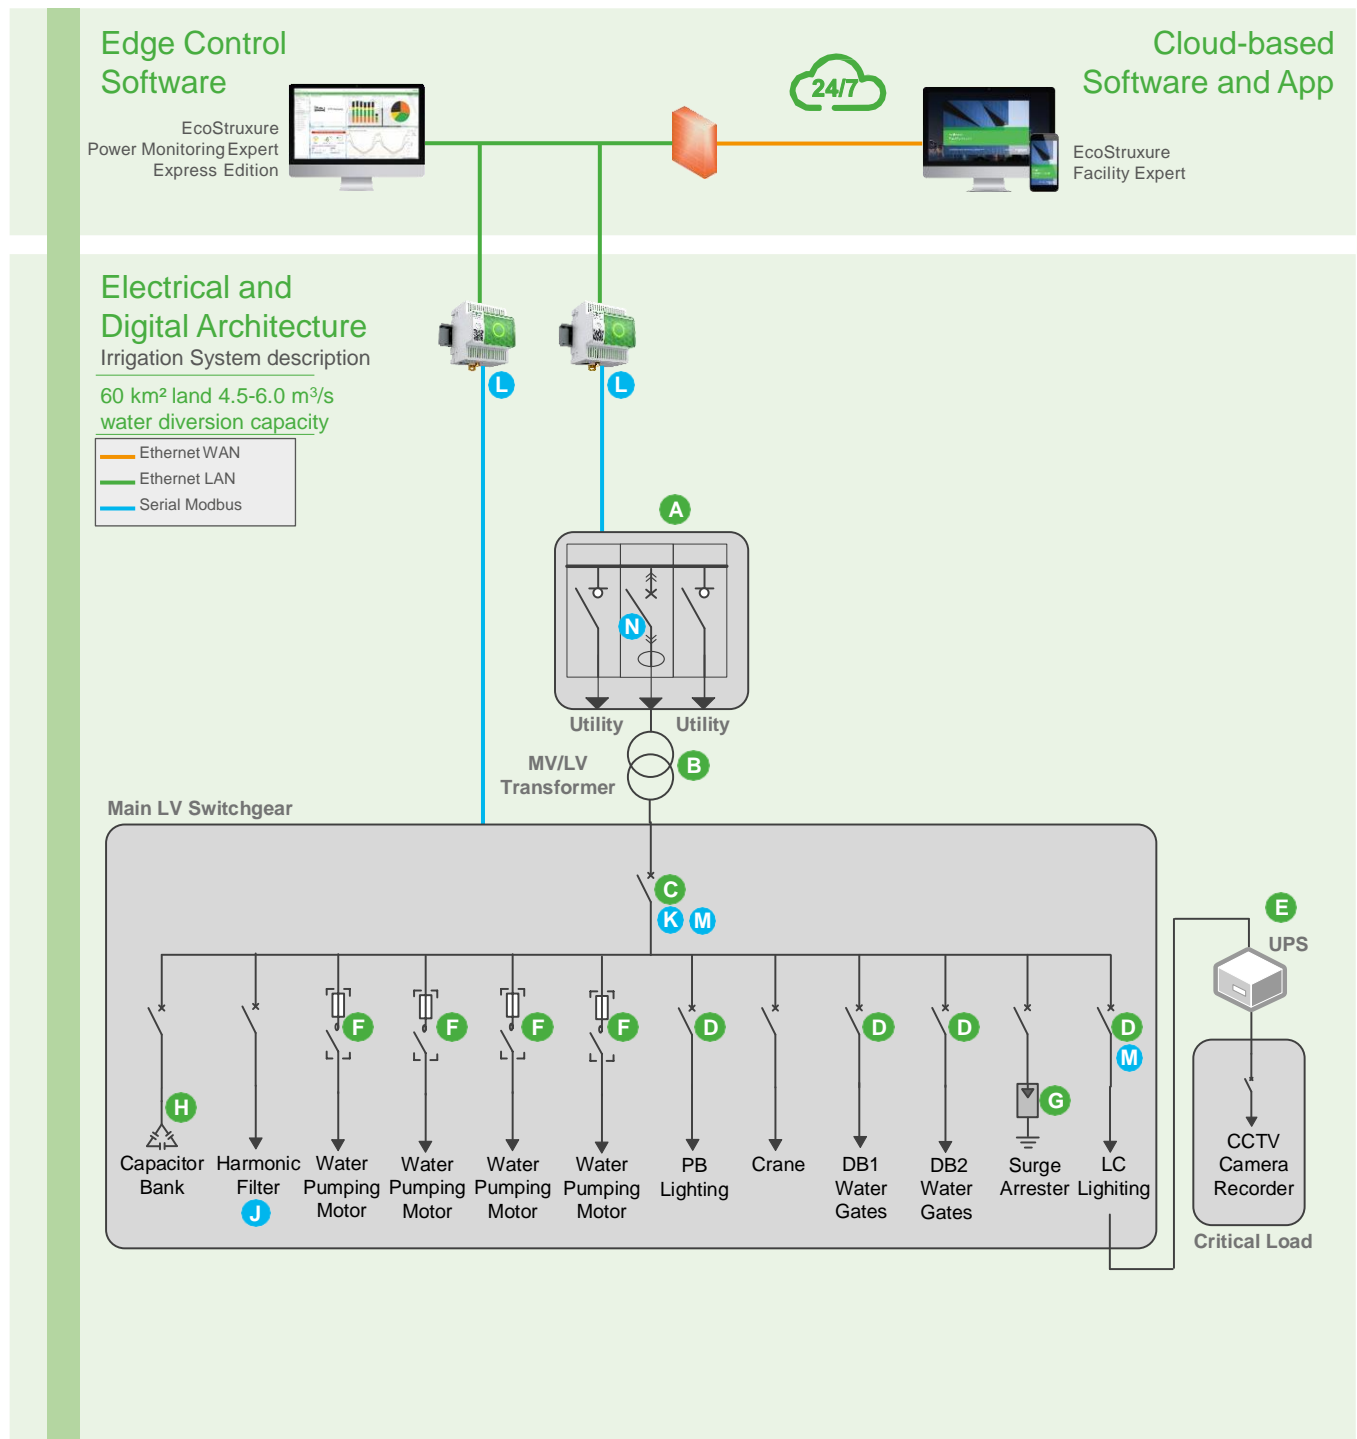 Edge Control
Software
EcoStruxure
Power Monitoring Expert
Express Edition
24/7
Cloud-based
Software and App
EcoStruxure
Facility Expert
Electrical and
Digital Architecture
Irrigation System description
60 km² land 4.5-6.0 m³/s
water diversion capacity
Ethernet WAN
Ethernet LAN
Serial Modbus
L
L
A
N
Utility
Utility
MV/LV
Transformer
B
Main LV Switchgear
C
K
M
E
UPS
F
F
F
F
D
D
D
D
M
H
G
Capacitor
Bank
Harmonic
Filter
J
Water
Pumping
Motor
Water
Pumping
Motor
Water
Pumping
Motor
Water
Pumping
Motor
PB
Lighting
Crane
DB1
Water
Gates
DB2
Water
Gates
Surge
Arrester
LC
Lighiting
CCTV
Camera
Recorder
Critical Load